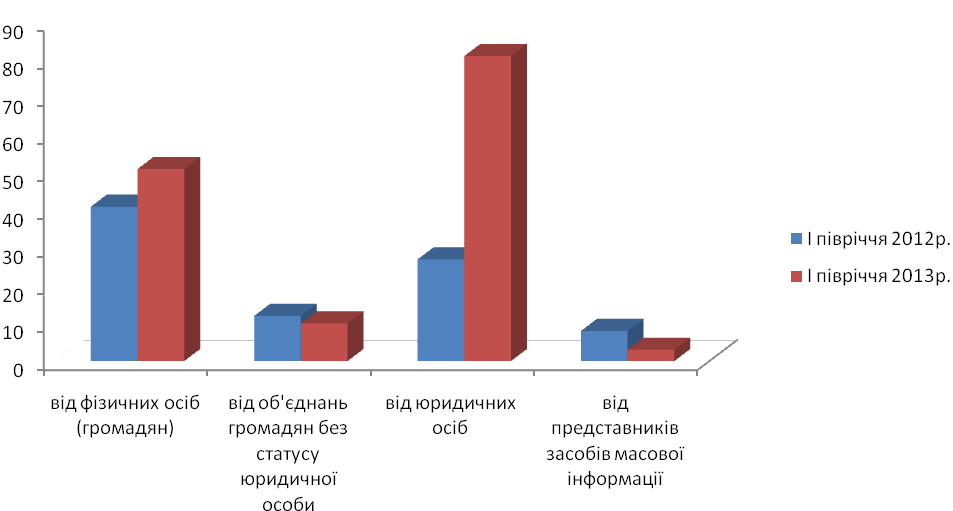 90
80
70
60
50
40
30
20
10
0
від фізичних осіб
(громадян)
від об'єднань
громадян без
статусу
юридичної
особи
від юридичних
осіб
від
представників
засобів масової
інформації
І півріччя 2012р.
І півріччя 2013р.